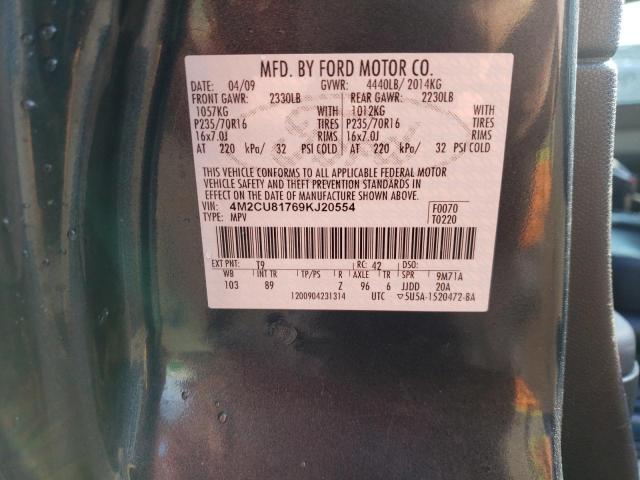 MFD. BY FORD MOTOR CO.
DATE: 04/09 GVWR: 4440LB/ 2014KG
FRONT GAWR: 2330LB REAR GAWR: 2230LB
1057KG WITH 1012KG WITH
P235/70R16 TIRES P235/70R16 TIRES
16x7.0J RIMS 16x7.0J RIMS
AT 220 kPa/ 32 PSI COLD AT 220 kPa/ 32 PSI COLD
THIS VEHICLE CONFORMS TO ALL APPLICABLE FEDERAL MOTOR
VEHICLE SAFETY AND THEFT PREVENTION STANDARDS IN
EFFECT ON THE DATE OF MANUFACTURE SHOWN ABOVE.
VIN: 4M2CU81769KJ20554 F0070
TYPE: MPV T0220
EXT PNT: T9 RC: 42 DSO:
WB INT TR TP/PS R AXLE TR SPR 9M71A
103 89 Z 96 6 JJDD 20A
1200904231314 UTC 5U5A-1520472-BA